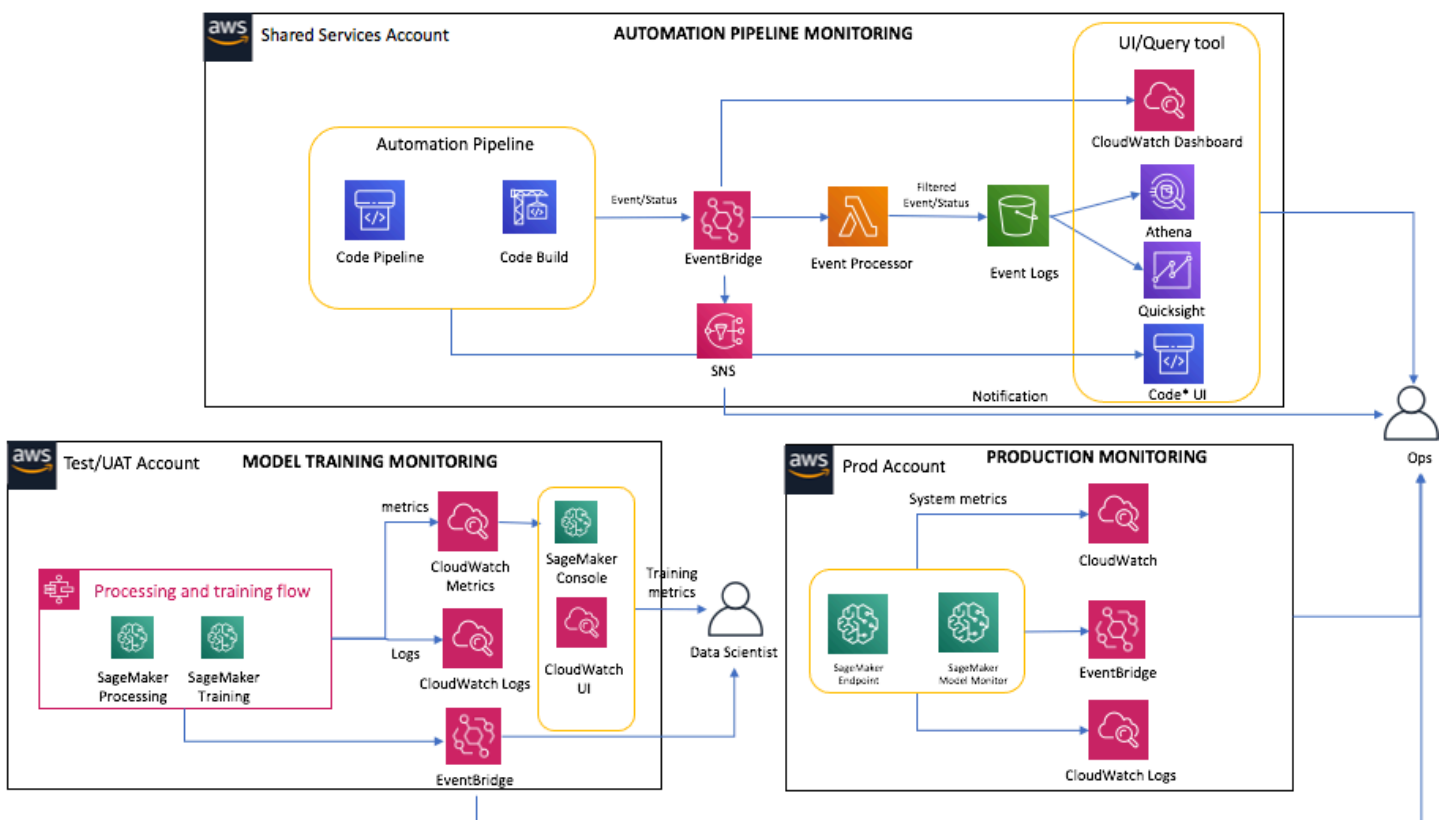 aws
Shared Services Account
AUTOMATION PIPELINE MONITORING
UI/Query tool
CloudWatch Dashboard
Automation Pipeline
Code Pipeline
Code Build
Event/Status
EventBridge
Event Processor
Filtered
Event/Status
Event Logs
Athena
Quicksight
SNS
Code* UI
Notification
Ops
aws
Test/UAT Account
MODEL TRAINING MONITORING
metrics
CloudWatch
Metrics
SageMaker
Console
Processing and training flow
SageMaker
Processing
SageMaker
Training
Logs
CloudWatch Logs
CloudWatch
UI
EventBridge
Training
metrics
Data Scientist
aws
Prod Account
PRODUCTION MONITORING
System metrics
CloudWatch
SageMaker
Endpoint
SageMaker
Model Monitor
EventBridge
CloudWatch Logs